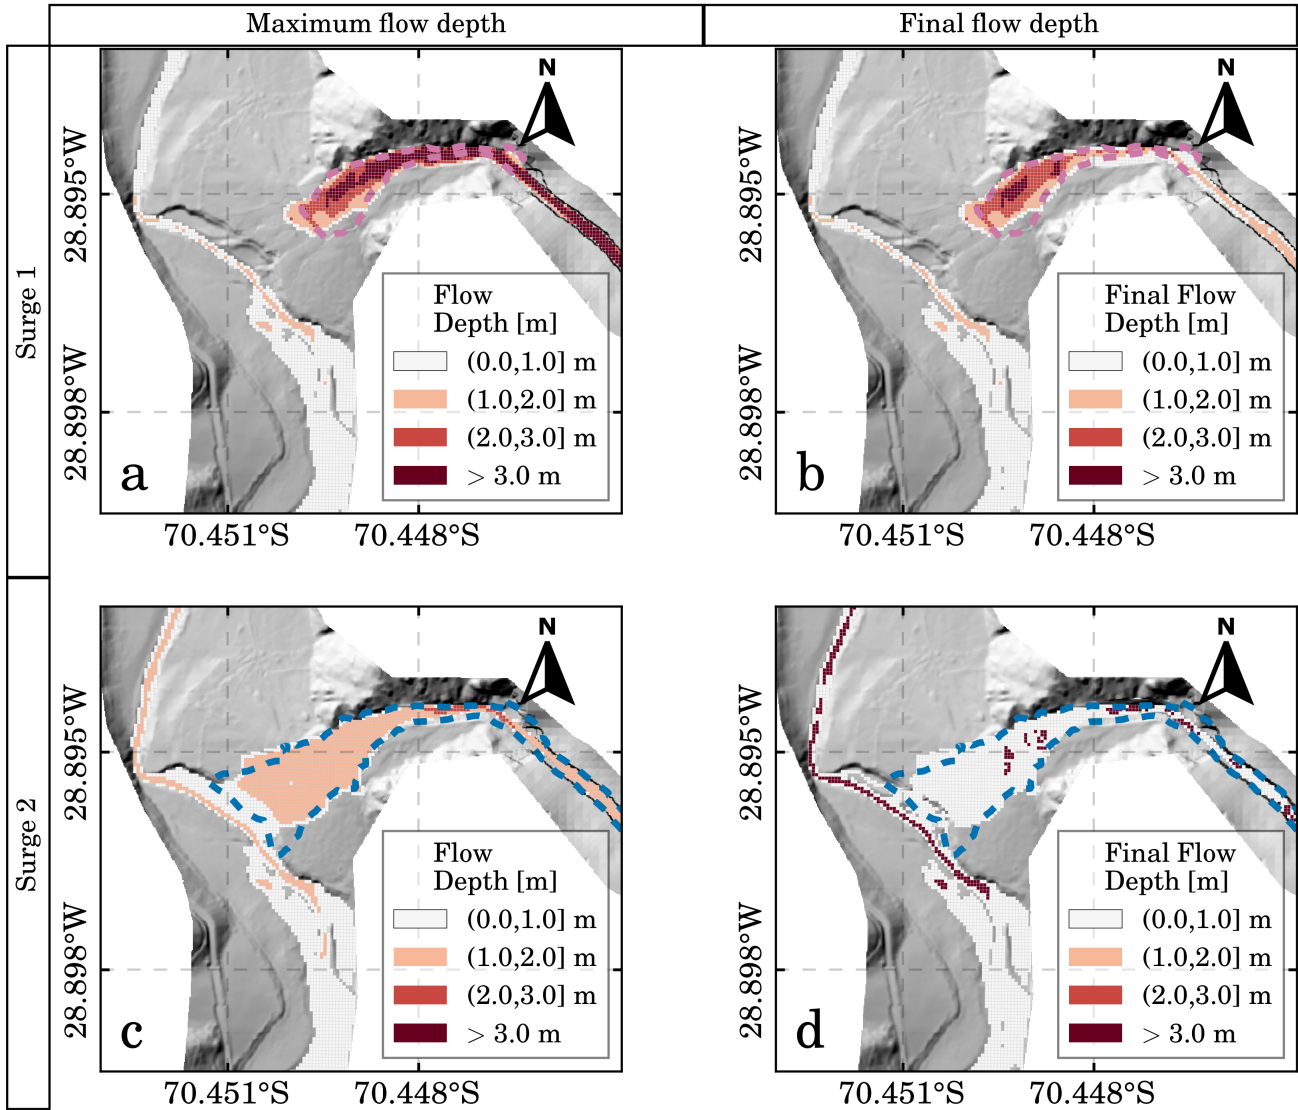 Maximum flow depth
Final flow depth
Surge 1
N
28.895°W
28.898°W
70.451°S
70.448°S
Flow
Depth [m]
(0.0,1.0] m
(1.0,2.0] m
(2.0,3.0] m
> 3.0 m
a
N
28.895°W
28.898°W
70.451°S
70.448°S
Final Flow
Depth [m]
(0.0,1.0] m
(1.0,2.0] m
(2.0,3.0] m
> 3.0 m
b
Surge 2
N
28.895°W
28.898°W
70.451°S
70.448°S
Flow
Depth [m]
(0.0,1.0] m
(1.0,2.0] m
(2.0,3.0] m
> 3.0 m
c
N
28.895°W
28.898°W
70.451°S
70.448°S
Final Flow
Depth [m]
(0.0,1.0] m
(1.0,2.0] m
(2.0,3.0] m
> 3.0 m
d